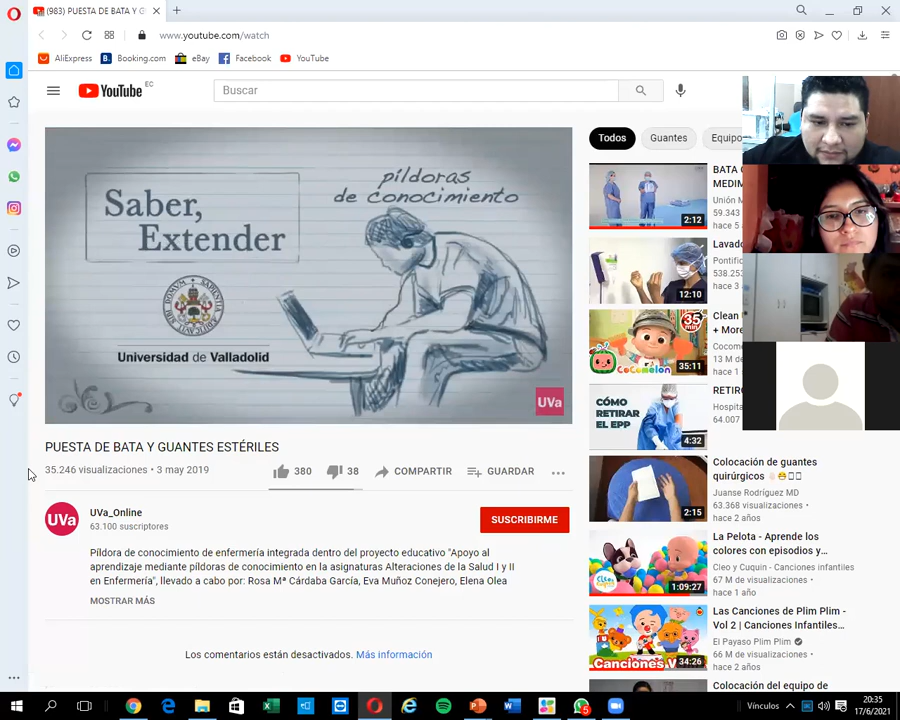 (983) PUESTA DE BATA Y G
www.youtube.com/watch
AliExpress
Booking.com
eBay
Facebook
YouTube
YouTube EC
Buscar
Saber,
Extender
píldoras
de conocimiento
Universidad de Valladolid
UVa
PUESTA DE BATA Y GUANTES ESTÉRILES
35.246 visualizaciones • 3 may 2019
380
38
COMPARTIR
GUARDAR
UVa
UVa_Online
63.100 suscriptores
SUSCRIBIRME
Píldora de conocimiento de enfermería integrada dentro del proyecto educativo "Apoyo al
aprendizaje mediante píldoras de conocimiento en la asignaturas Alteraciones de la Salud I y II
en Enfermería", llevado a cabo por: Rosa Mª Cárdaba García, Eva Muñoz Conejero, Elena Olea
MOSTRAR MÁS
Los comentarios están desactivados. Más información
Todos
Guantes
Equipo
2:12
BATA
MEDIM
Unión M
59.343
hace 5
12:10
Lavado
Pontific
538.253
hace 3
35 min
CoComelon
35:11
Clean
+ More
Cocome
13 M de
hace 1
CÓMO
RETIRAR
EL EPP
4:32
RETIRO
Hospita
64.007
2:15
Colocación de guantes
quirúrgicos
Juanse Rodríguez MD
63.368 visualizaciones
hace 2 años
1:09:27
La Pelota - Aprende los
colores con episodios y…
Cleo y Cuquin - Canciones infantiles
67 M de visualizaciones
hace 1 año
Canciones
34:26
Las Canciones de Plim Plim -
Vol 2 | Canciones Infantiles…
El Payaso Plim Plim
66 M de visualizaciones
hace 2 años
Colocación del equipo de
5
Vínculos
20:35
17/6/2021